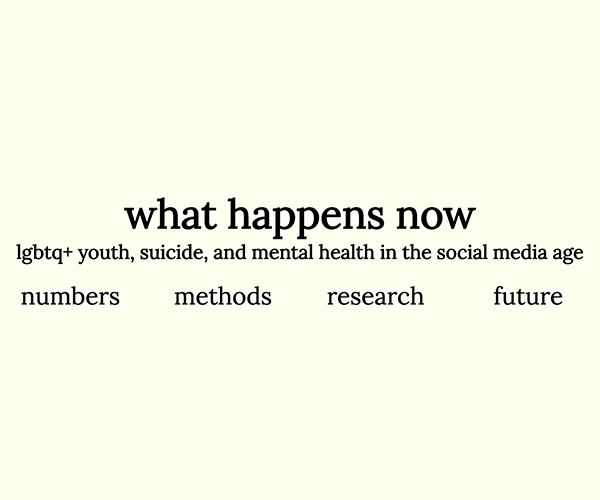 what happens now
lgbtq+ youth, suicide, and mental health in the social media age
numbers methods research future